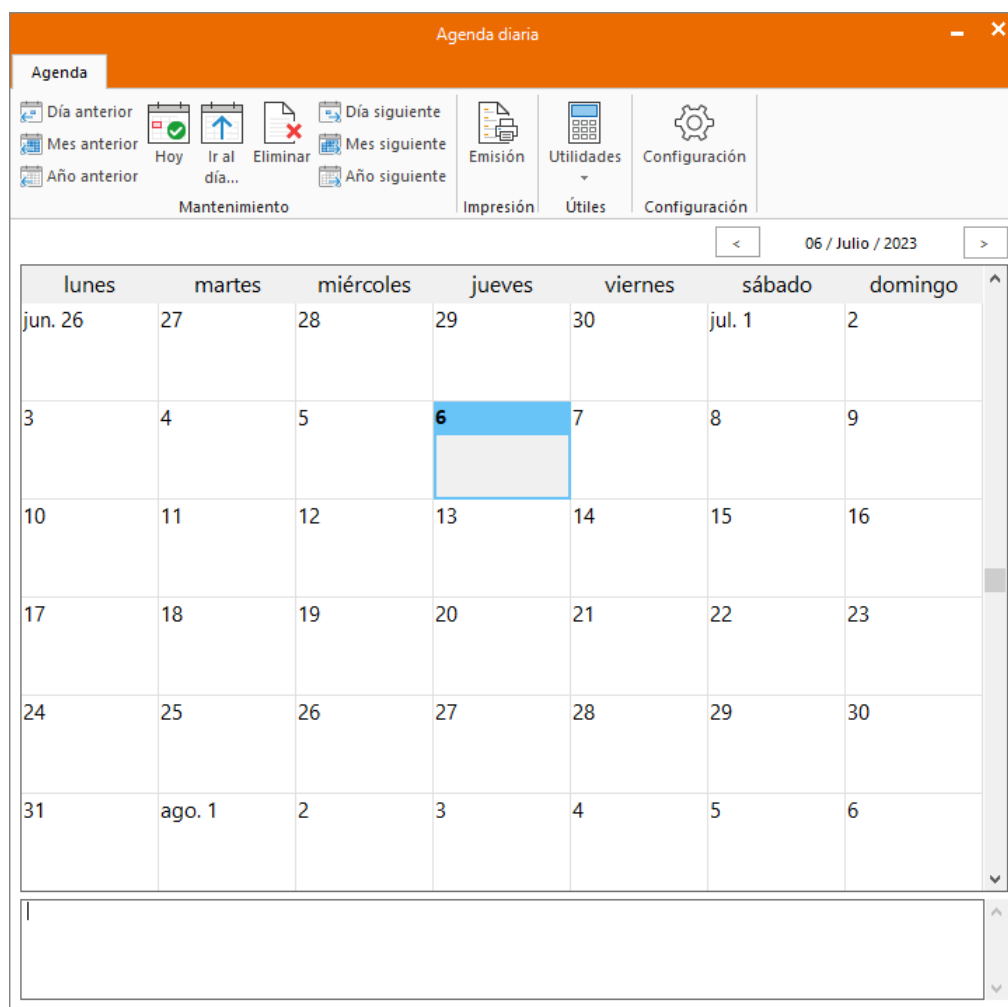 Agenda diaria
Agenda
Día anterior
Mes anterior
Año anterior
Hoy
Ir al
día...
Eliminar
Día siguiente
Mes siguiente
Año siguiente
Mantenimiento
Emisión
Impresión
Utilidades
Útiles
Configuración
Configuración
< 06 / Julio / 2023 >
lunes martes miércoles jueves viernes sábado domingo
jun. 26 27 28 29 30 jul. 1 2
3 4 5 6 7 8 9
10 11 12 13 14 15 16
17 18 19 20 21 22 23
24 25 26 27 28 29 30
31 ago. 1 2 3 4 5 6